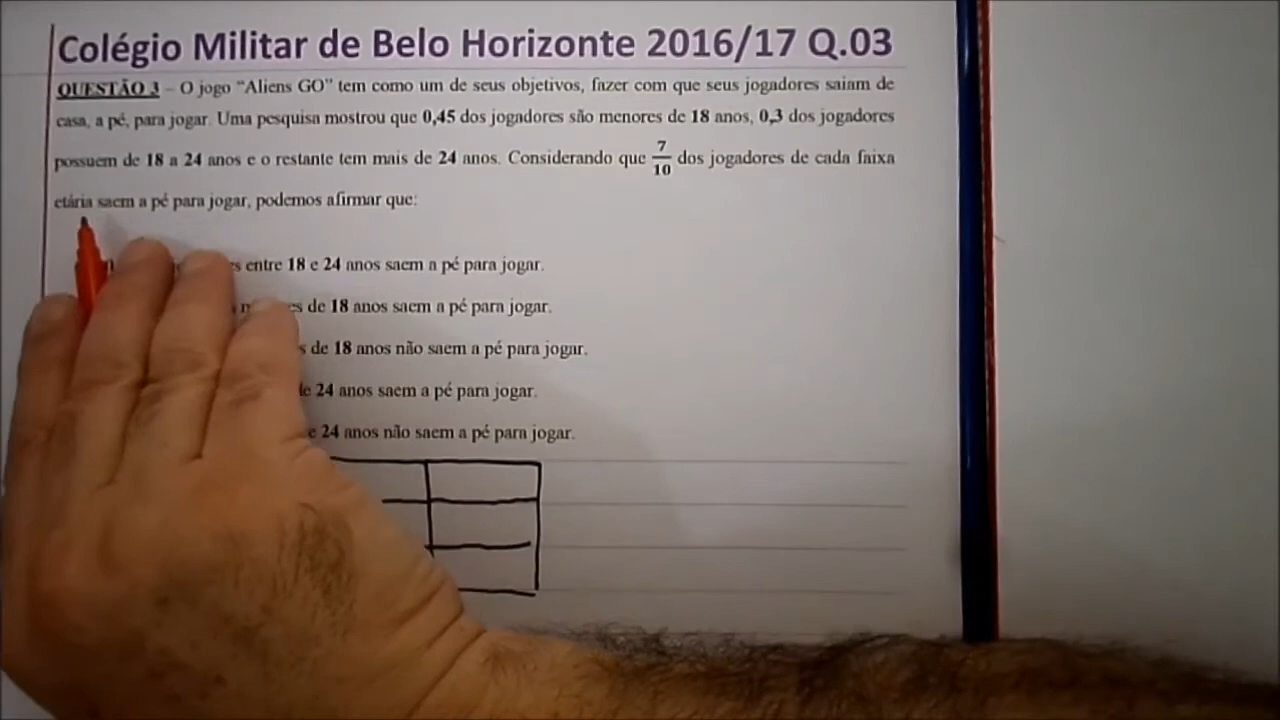 Colégio Militar de Belo Horizonte 2016/17 Q.03
QUESTÃO 3 – O jogo “Aliens GO” tem como um de seus objetivos, fazer com que seus jogadores saiam de
casa, a pé, para jogar. Uma pesquisa mostrou que 0,45 dos jogadores são menores de 18 anos, 0,3 dos jogadores
possuem de 18 a 24 anos e o restante tem mais de 24 anos. Considerando que 7/10 dos jogadores de cada faixa
etária saem a pé para jogar, podemos afirmar que:
entre 18 e 24 anos saem a pé para jogar.
de 18 anos saem a pé para jogar.
de 18 anos não saem a pé para jogar.
24 anos saem a pé para jogar.
24 anos não saem a pé para jogar.